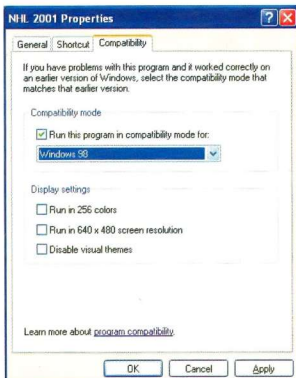 NHL 2001 Properties
General Shortcut Compatibility
If you have problems with this program and it worked correctly on
an earlier version of Windows, select the compatibility mode that
matches that earlier version.
Compatibility mode
Run this program in compatibility mode for:
Windows 98
Display settings
Run in 256 colors
Run in 640 x 480 screen resolution
Disable visual themes
Learn more about program compatibility.
OK Cancel Apply